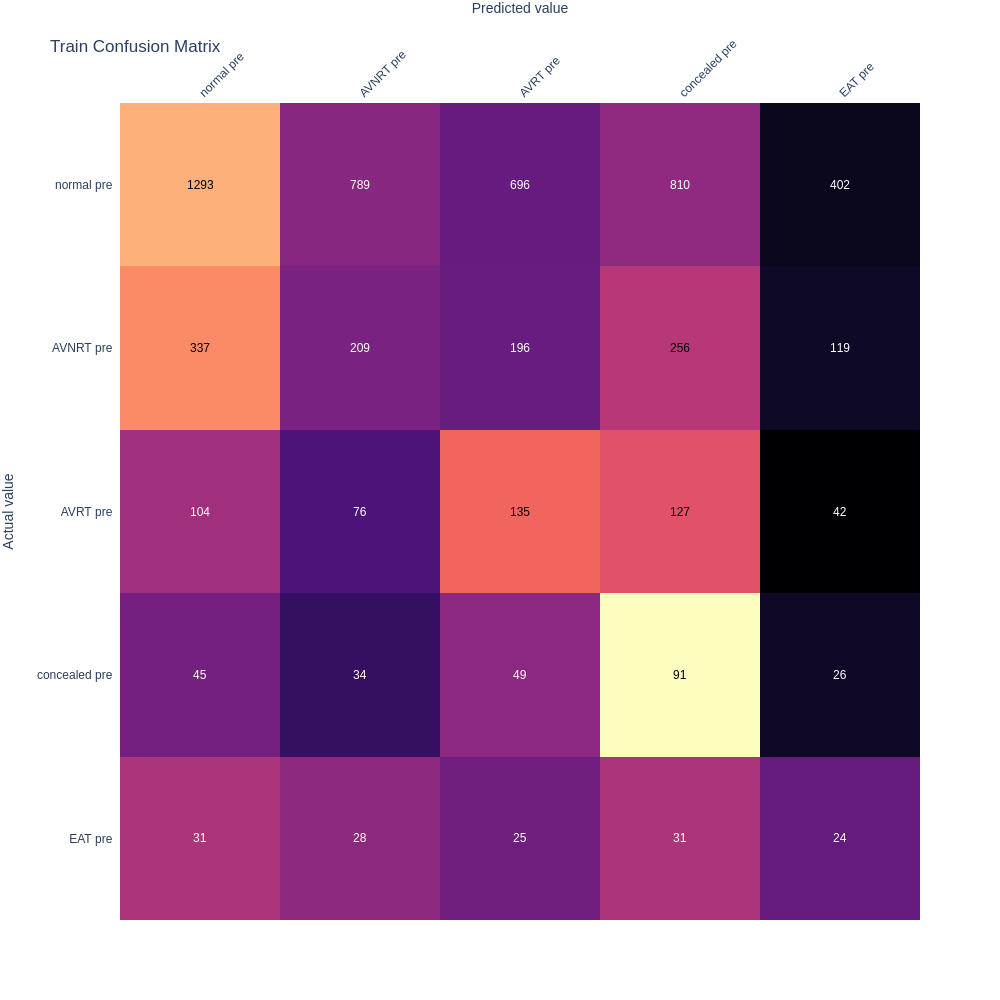 Predicted value
Train Confusion Matrix
normal pre AVNRT pre AVRT pre concealed pre EAT pre
normal pre 1293 789 696 810 402
AVNRT pre 337 209 196 256 119
AVRT pre 104 76 135 127 42
Actual value
concealed pre 45 34 49 91 26
EAT pre 31 28 25 31 24